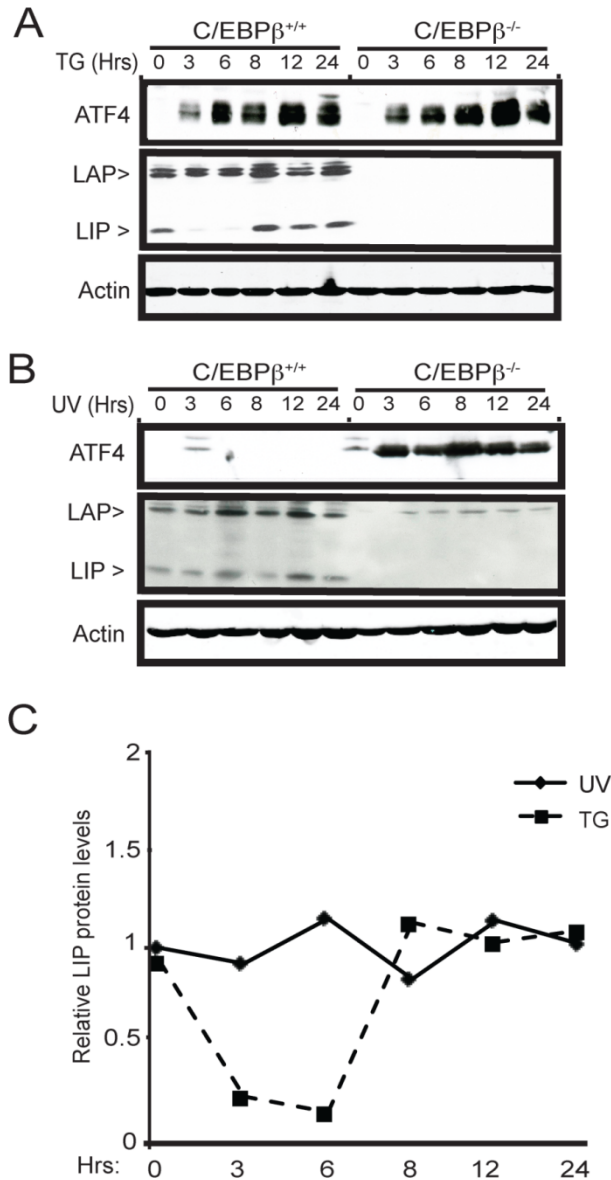 A
C/EBPβ+/+ C/EBPβ-/-
TG (Hrs) 0 3 6 8 12 24 0 3 6 8 12 24
ATF4
LAP>
LIP >
Actin
B
C/EBPβ+/+ C/EBPβ-/-
UV (Hrs) 0 3 6 8 12 24 0 3 6 8 12 24
ATF4
LAP>
LIP >
Actin
C
2
UV
TG
1.5
Relative LIP protein levels
1
0.5
0
Hrs: 0 3 6 8 12 24